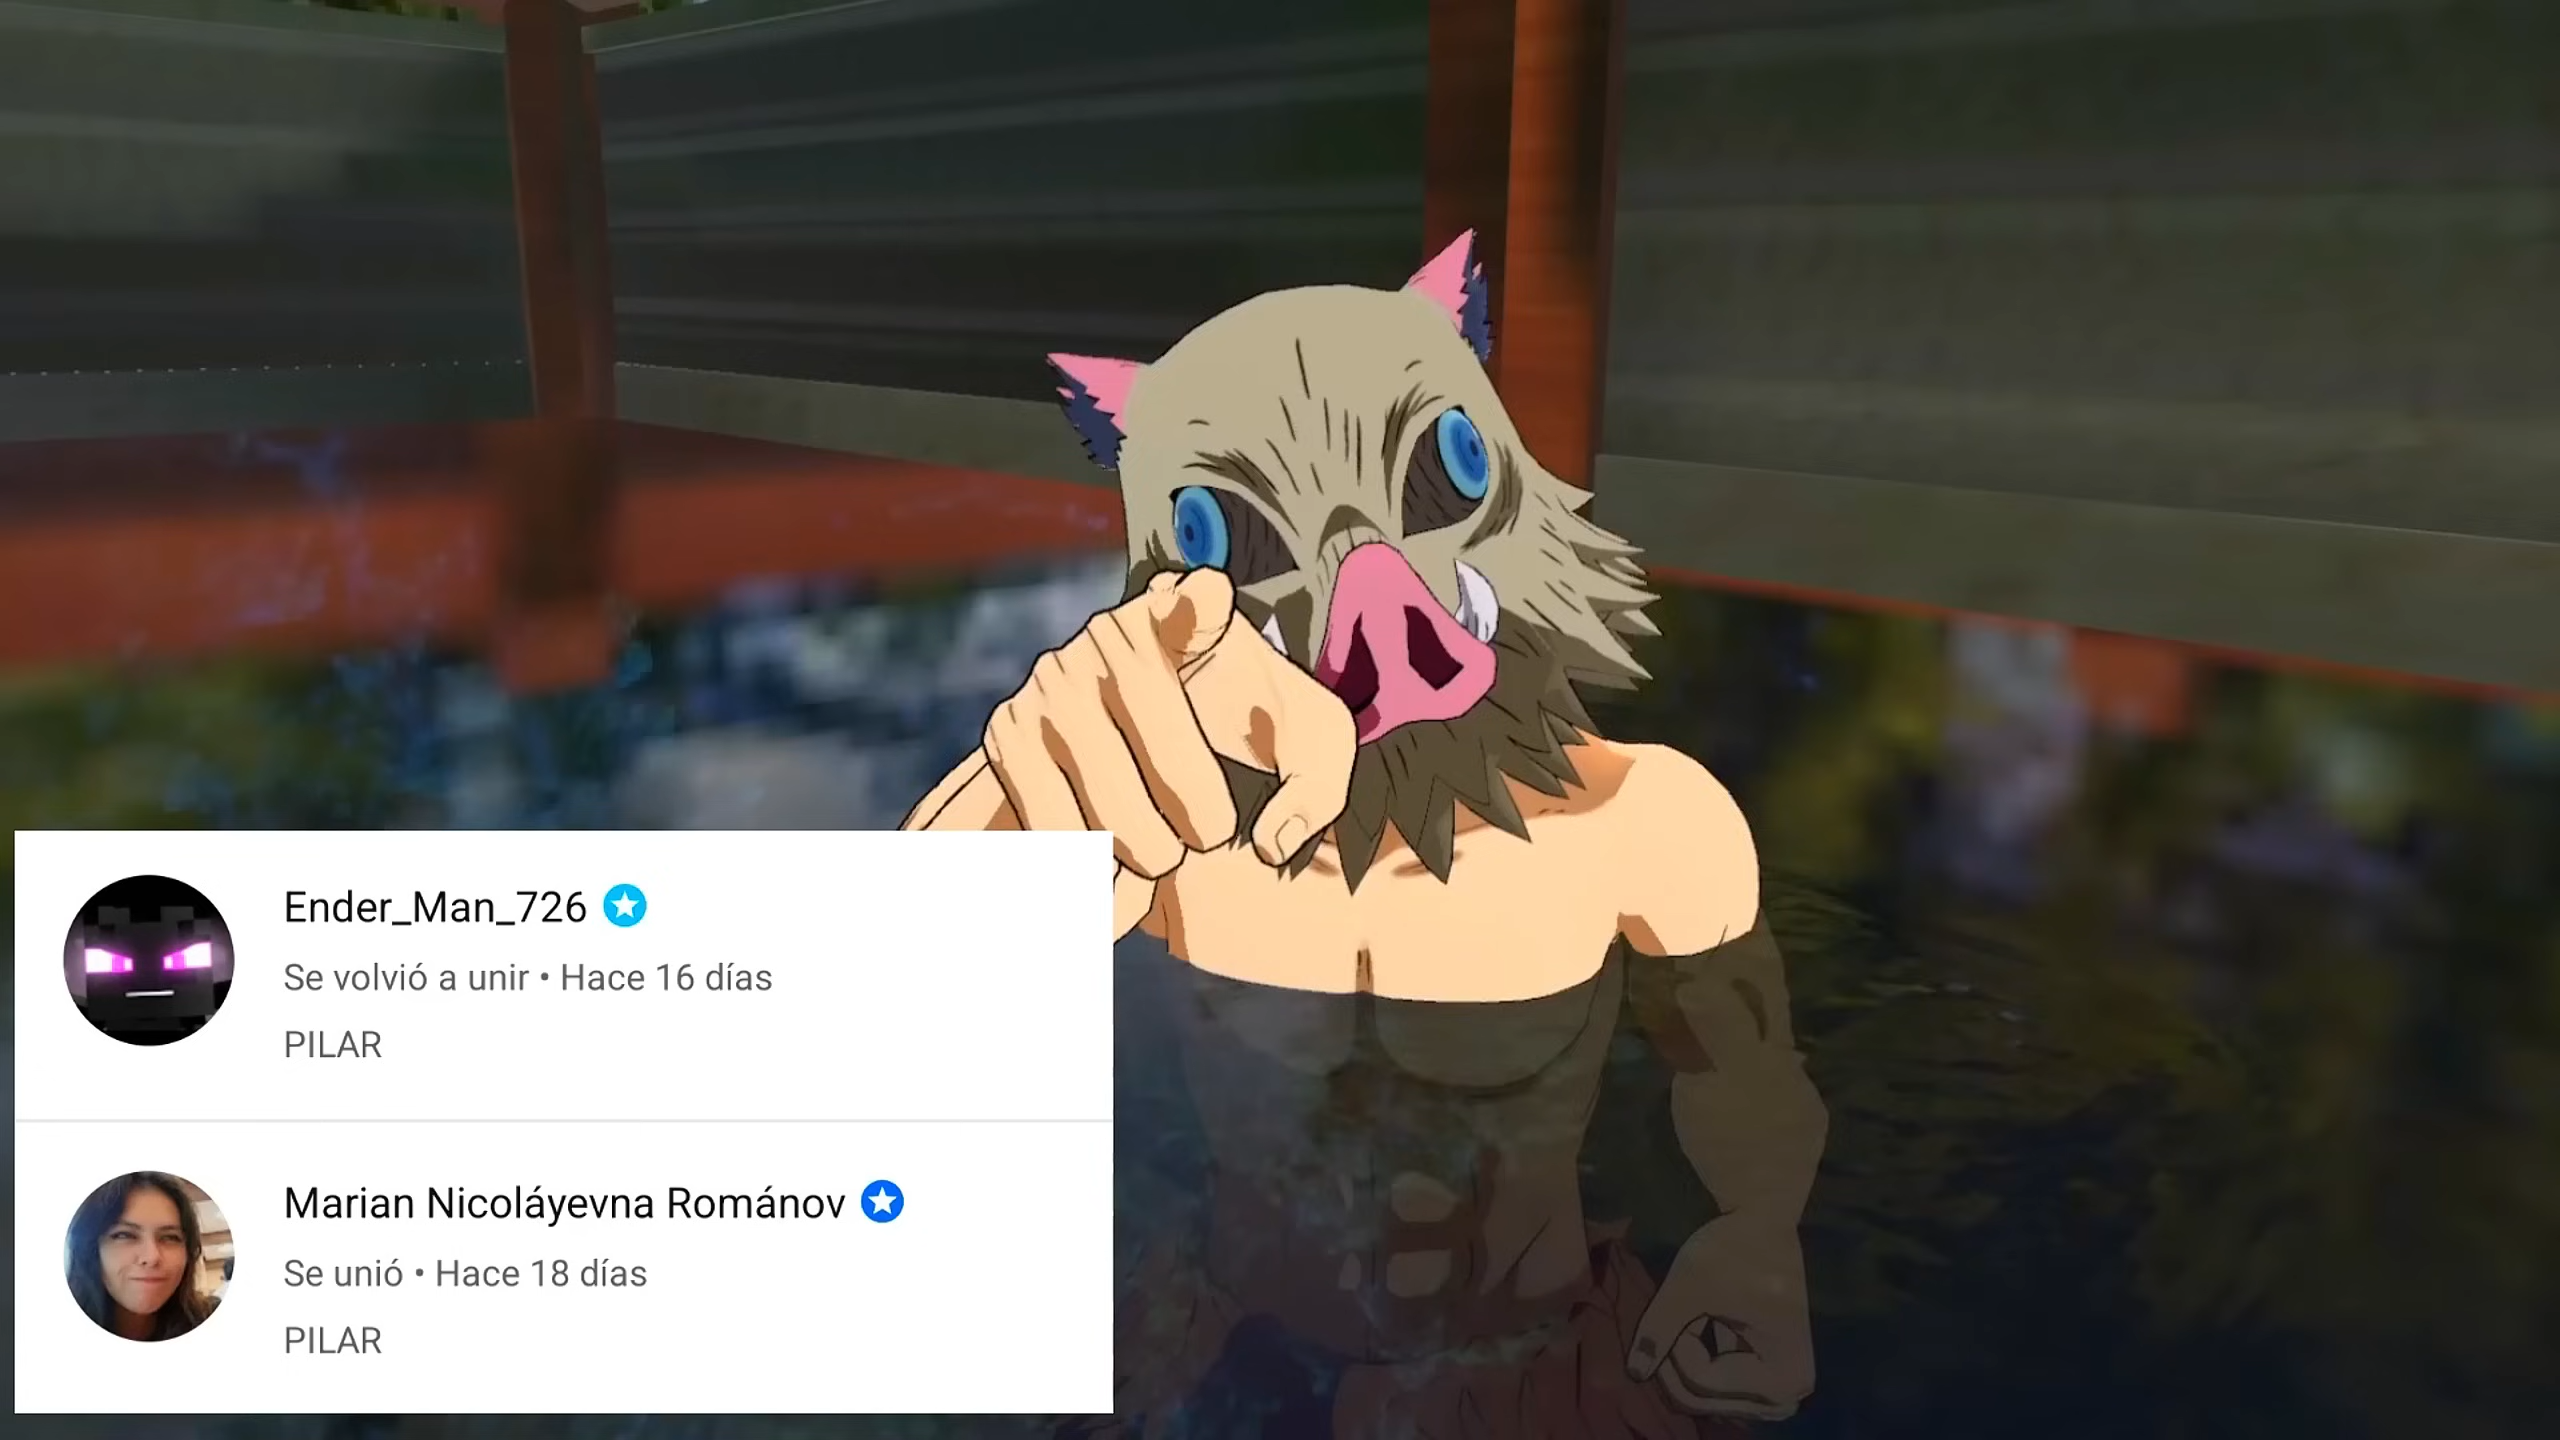 Ender_Man_726
Se volvió a unir • Hace 16 días
PILAR
Marian Nicoláyevna Románov
Se unió • Hace 18 días
PILAR